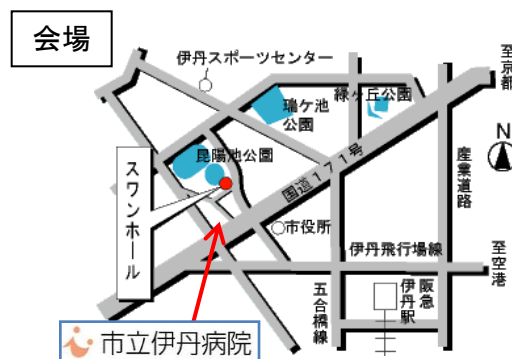 会場
伊丹スポーツセンター
至京都
緑ヶ丘公園
瑞ケ池
公園
昆陽池公園
国道171号
N
産業道路
スワンホール
市役所
伊丹飛行場線
至空港
五合橋線
阪急
伊丹駅
市立伊丹病院